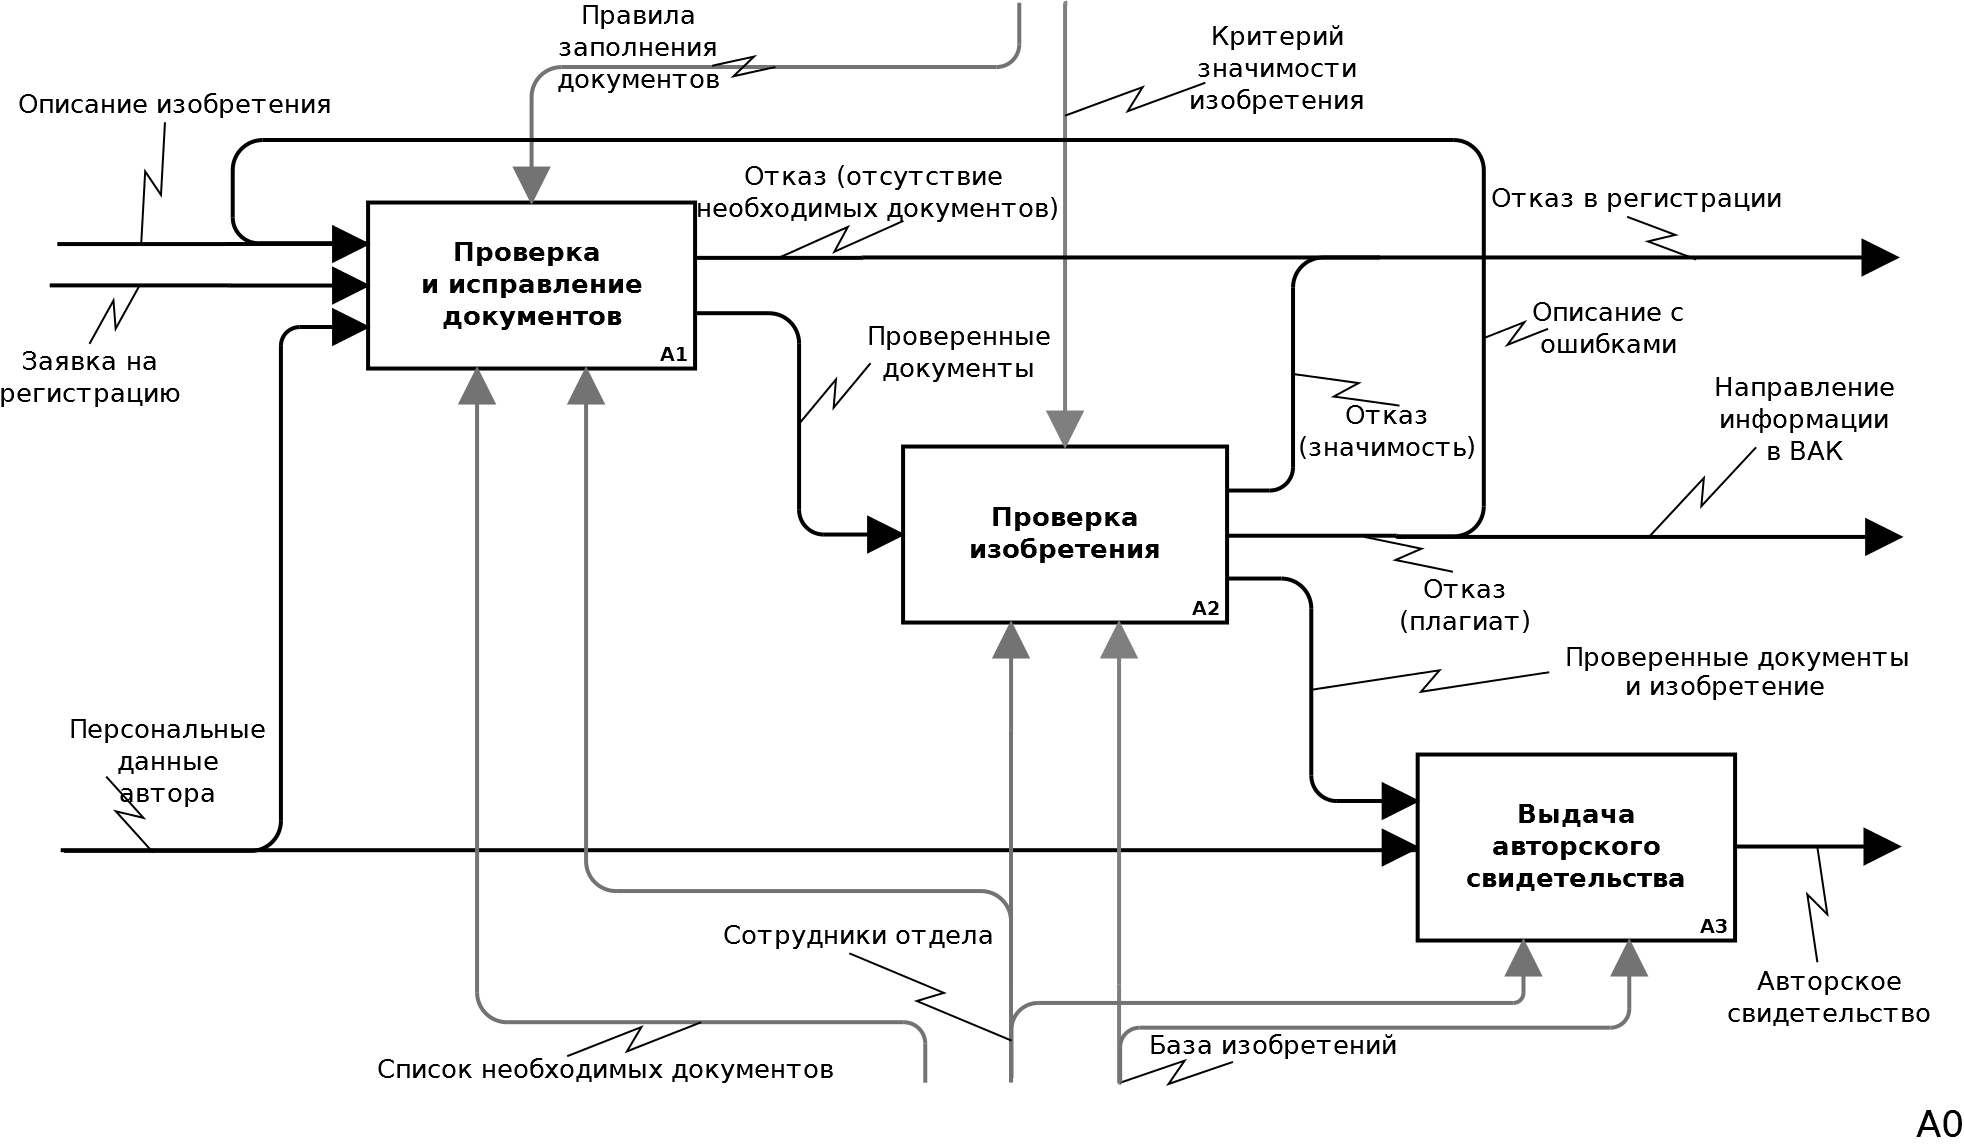 Правила
заполнения
документов
Критерий
значимости
изобретения
Описание изобретения
Отказ (отсутствие
необходимых документов)
Отказ в регистрации
Проверка
и исправление
документов
A1
Заявка на
регистрацию
Проверенные
документы
Описание с
ошибками
Отказ
(значимость)
Направление
информации
в ВАК
Проверка
изобретения
A2
Отказ
(плагиат)
Проверенные документы
и изобретение
Персональные
данные
автора
Выдача
авторского
свидетельства
A3
Сотрудники отдела
Авторское
свидетельство
База изобретений
Список необходимых документов
A0